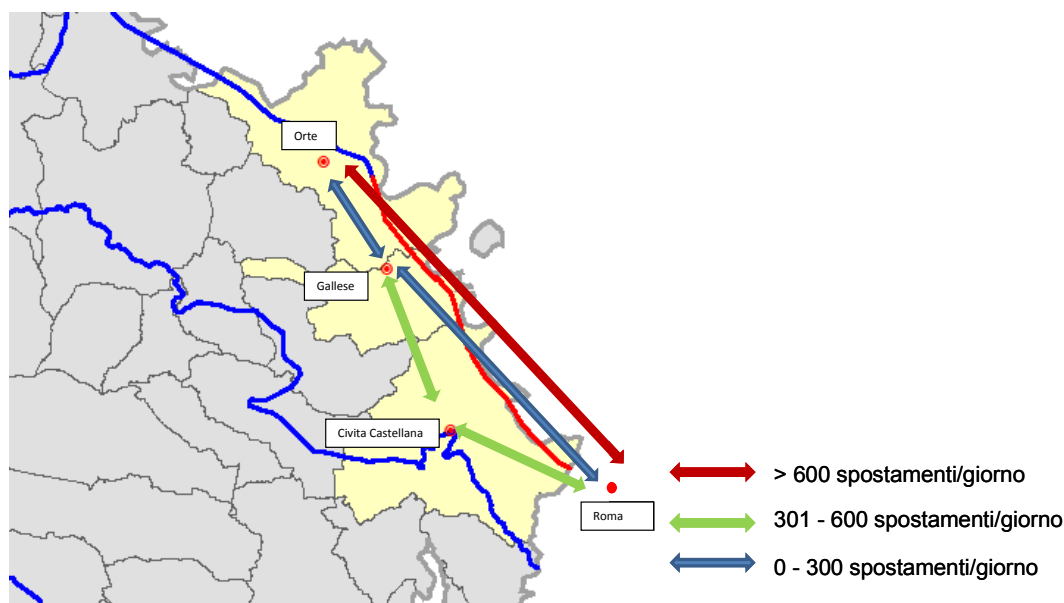 Orte
Gallese
Civita Castellana
Roma
> 600 spostamenti/giorno
301 - 600 spostamenti/giorno
0 - 300 spostamenti/giorno